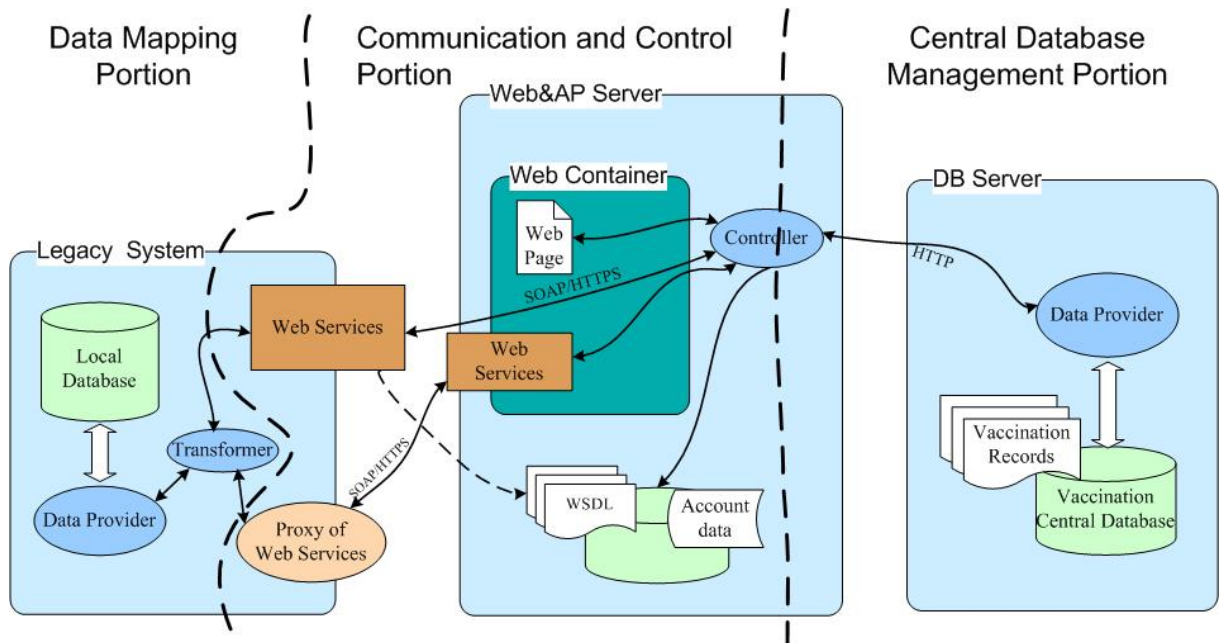 Data Mapping
Portion
Communication and Control
Portion
Central Database
Management Portion
Web&AP Server
Web Container
DB Server
Web
Page
Controller
Legacy System
HTTP
SOAP/HTTPS
Data Provider
Web Services
Local
Database
Web
Services
Transformer
Vaccination
Records
SOAP/HTTPS
WSDL
Account
data
Vaccination
Central Database
Data Provider
Proxy of
Web Services